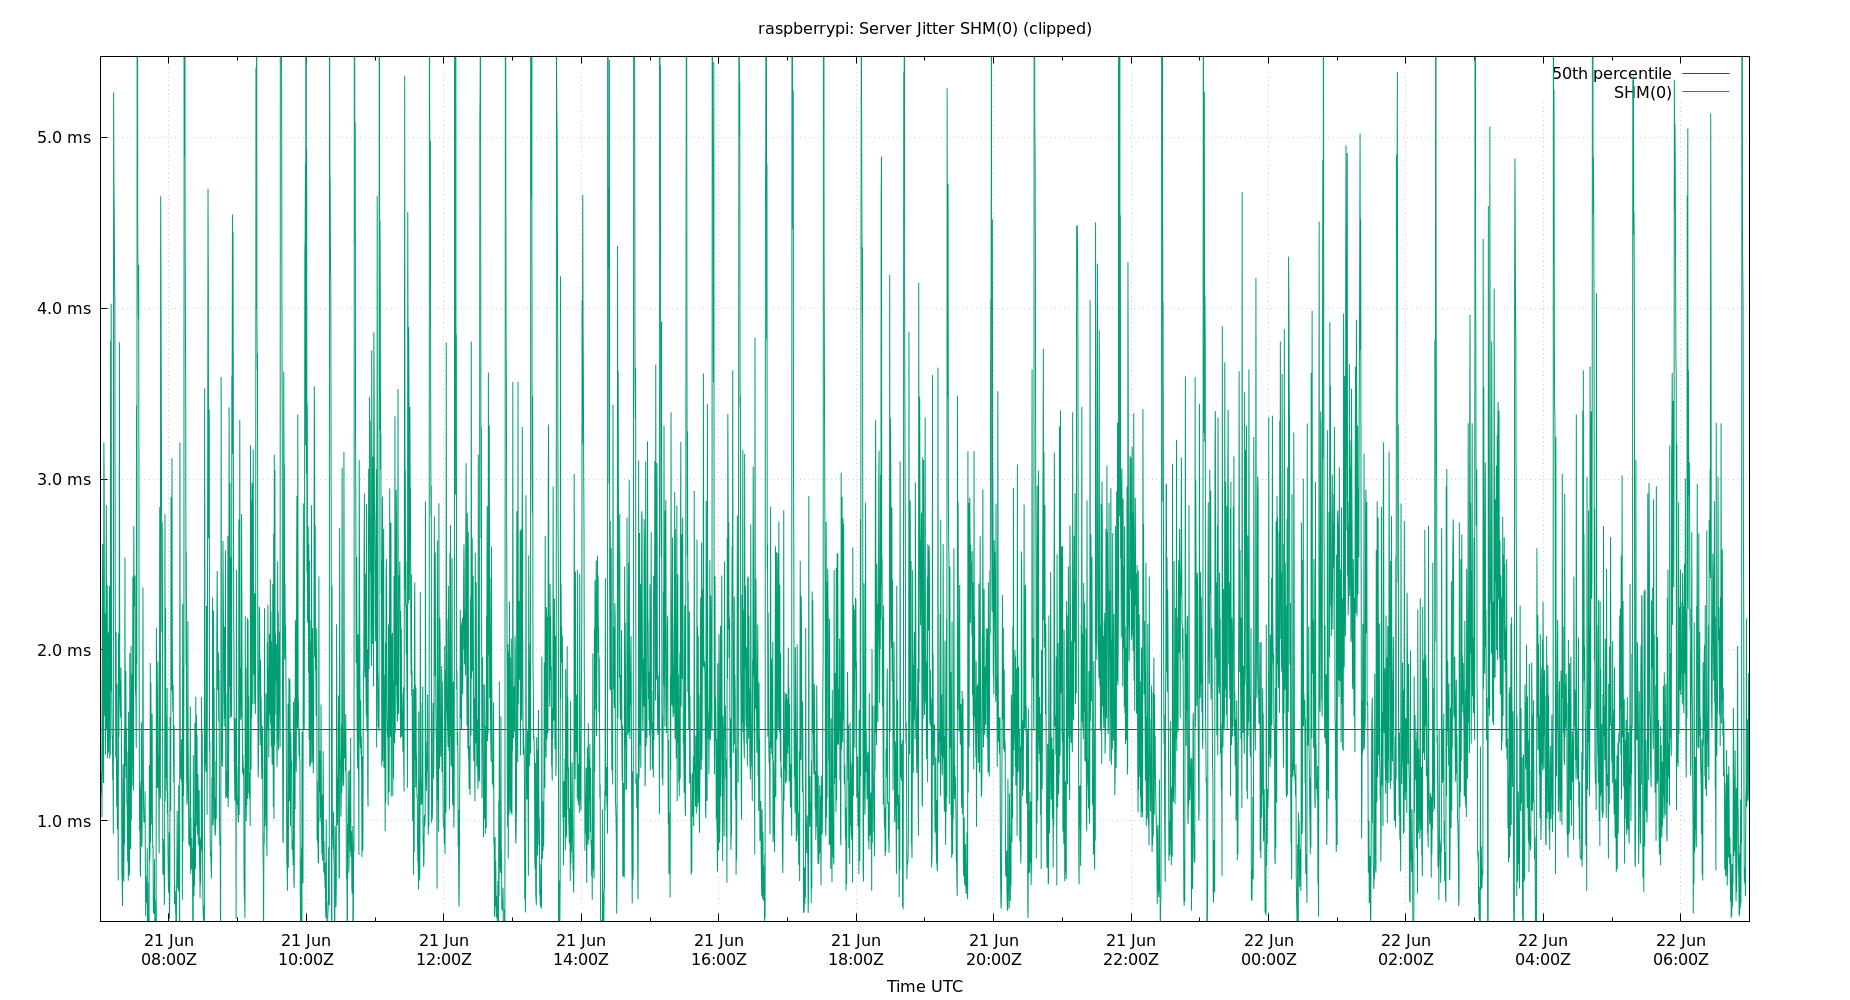 raspberrypi: Server Jitter SHM(0) (clipped)
50th percentile
SHM(0)
5.0 ms
4.0 ms
3.0 ms
2.0 ms
1.0 ms
21 Jun 21 Jun 21 Jun 21 Jun 21 Jun 21 Jun 21 Jun 21 Jun 22 Jun 22 Jun 22 Jun 22 Jun
08:00Z 10:00Z 12:00Z 14:00Z 16:00Z 18:00Z 20:00Z 22:00Z 00:00Z 02:00Z 04:00Z 06:00Z
Time UTC